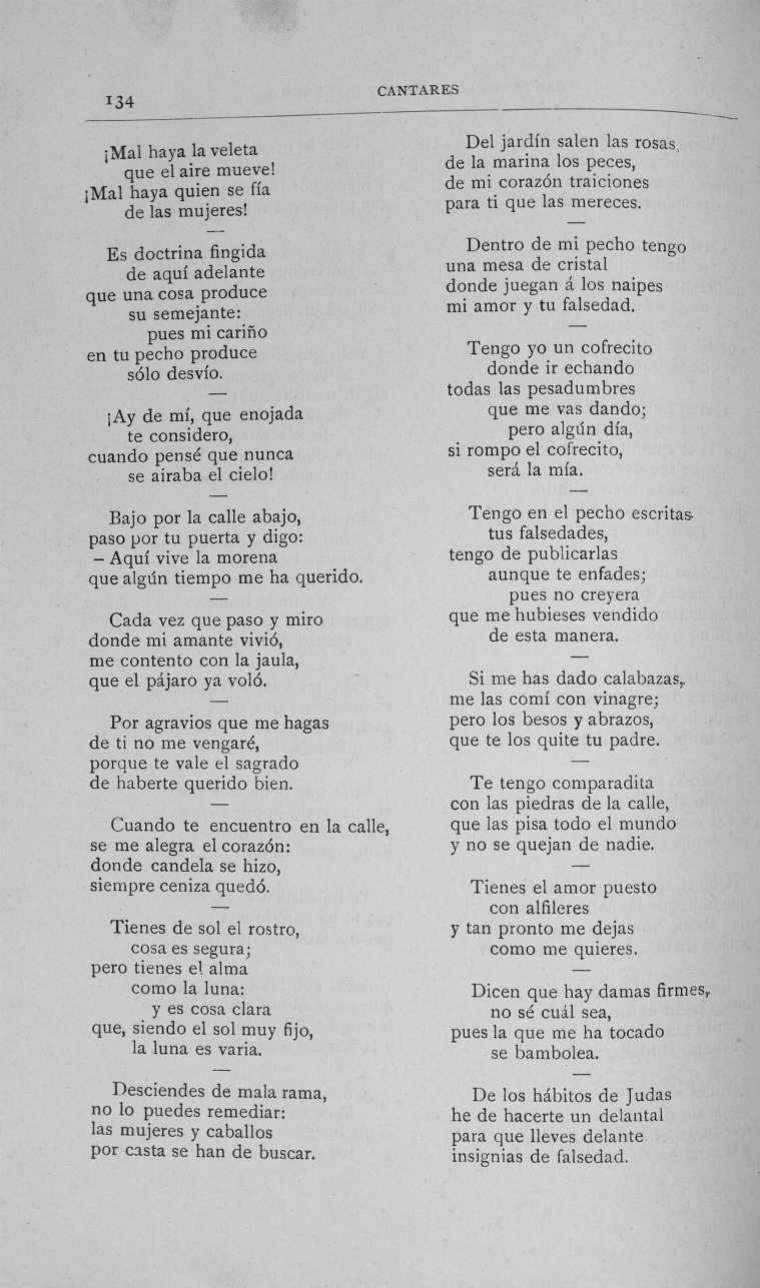 134
CANTARES
¡Mal haya la veleta
que el aire mueve!
¡Mal haya quien se fía
de las mujeres!
—
Es doctrina fingida
de aquí adelante
que una cosa produce
su semejante:
pues mi cariño
en tu pecho produce
sólo desvío.
—
¡Ay de mí, que enojada
te considero,
cuando pensé que nunca
se airaba el cielo!
—
Bajo por la calle abajo,
paso por tu puerta y digo:
– Aquí vive la morena
que algún tiempo me ha querido.
—
Cada vez que paso y miro
donde mi amante vivió,
me contento con la jaula,
que el pájaro ya voló.
—
Por agravios que me hagas
de ti no me vengaré,
porque te vale el sagrado
de haberte querido bien.
—
Cuando te encuentro en la calle,
se me alegra el corazón:
donde candela se hizo,
siempre ceniza quedó.
—
Tienes de sol el rostro,
cosa es segura;
pero tienes el alma
como la luna:
y es cosa clara
que, siendo el sol muy fijo,
la luna es varia.
—
Desciendes de mala rama,
no lo puedes remediar:
las mujeres y caballos
por casta se han de buscar.
Del jardín salen las rosas,
de la marina los peces,
de mi corazón traiciones
para ti que las mereces.
—
Dentro de mi pecho tengo
una mesa de cristal
donde juegan á los naipes
mi amor y tu falsedad.
—
Tengo yo un cofrecito
donde ir echando
todas las pesadumbres
que me vas dando;
pero algún día,
si rompo el cofrecito,
será la mía.
—
Tengo en el pecho escritas
tus falsedades,
tengo de publicarlas
aunque te enfades;
pues no creyera
que me hubieses vendido
de esta manera.
—
Si me has dado calabazas,
me las comí con vinagre;
pero los besos y abrazos,
que te los quite tu padre.
—
Te tengo comparadita
con las piedras de la calle,
que las pisa todo el mundo
y no se quejan de nadie.
—
Tienes el amor puesto
con alfileres
y tan pronto me dejas
como me quieres.
—
Dicen que hay damas firmes,
no sé cuál sea,
pues la que me ha tocado
se bambolea.
—
De los hábitos de Judas
he de hacerte un delantal
para que lleves delante
insignias de falsedad.